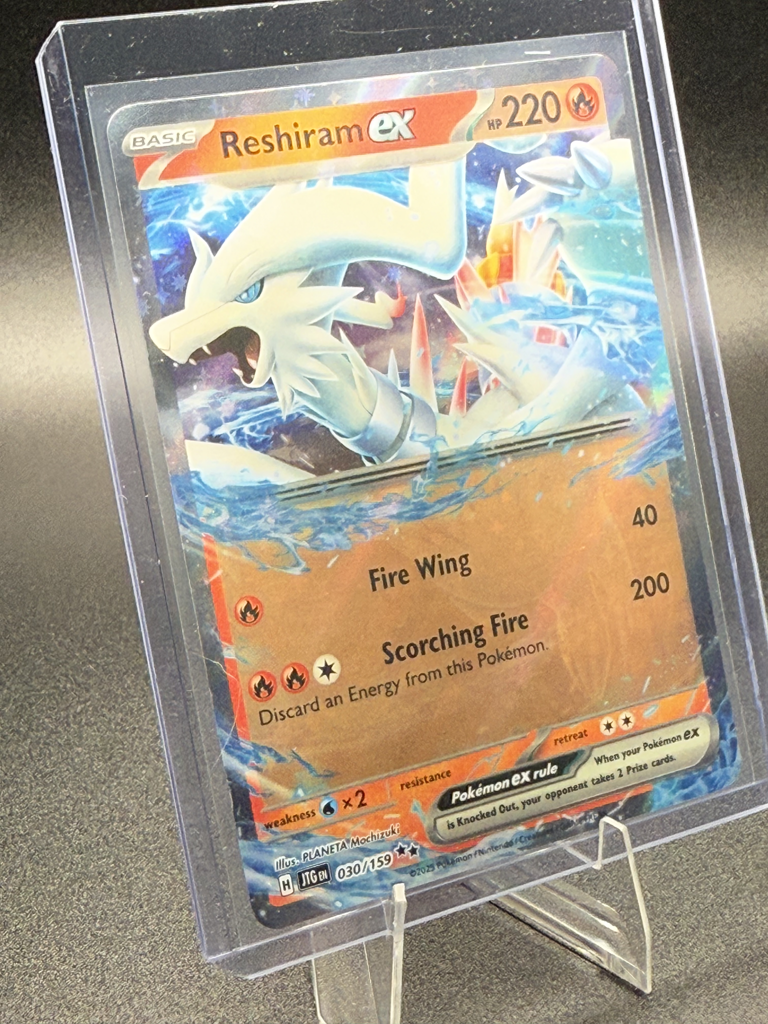 BASIC Reshiram ex HP 220
Fire Wing 40
Scorching Fire 200
Discard an Energy from this Pokémon.
weakness ×2 resistance retreat
Pokémon ex rule When your Pokémon ex
is Knocked Out, your opponent takes 2 Prize cards.
Illus. PLANETA Mochizuki
H JTG EN 030/159
©2025 Pokémon / Nintendo / Creatures /